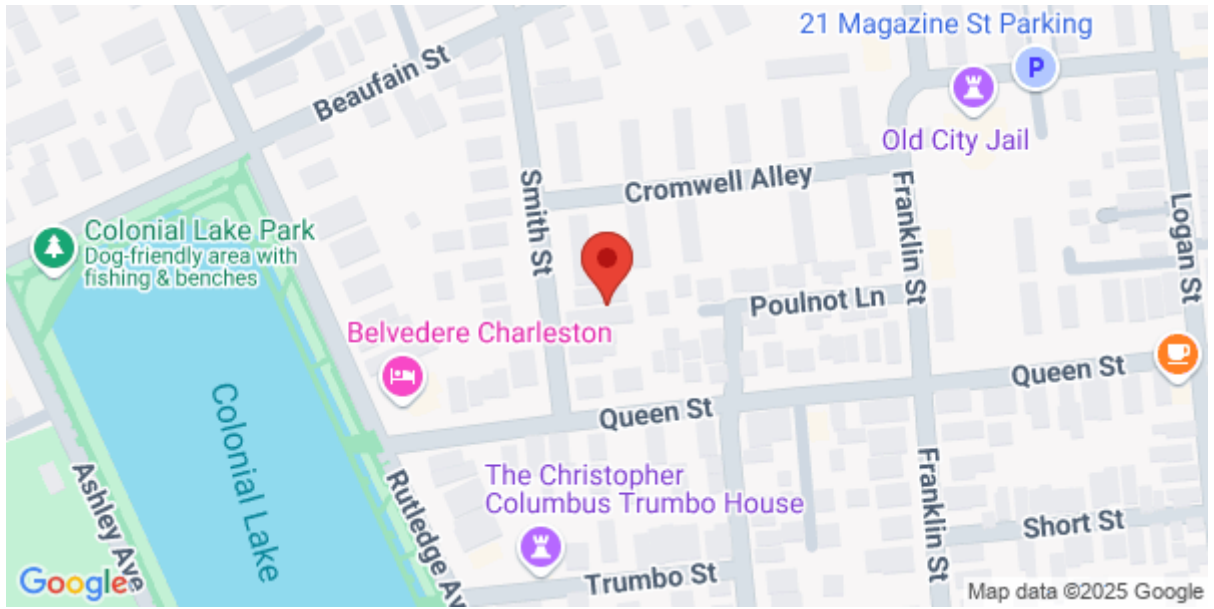 21 Magazine St Parking
P
Beaufain St
Old City Jail
Cromwell Alley
Smith St
Franklin St
Logan St
Colonial Lake Park
Dog-friendly area with
fishing & benches
Poulnot Ln
Belvedere Charleston
Queen St
Queen St
Colonial Lake
The Christopher
Columbus Trumbo House
Ashley Ave
Rutledge Av
Franklin St
Short St
Trumbo St
Google
Map data ©2025 Google